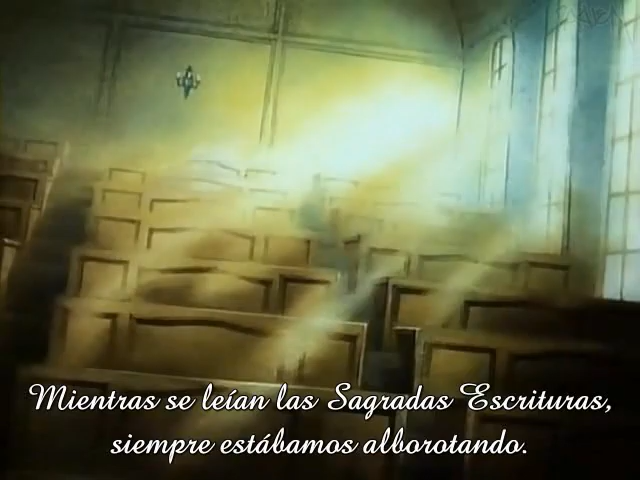 Mientras se leían las Sagradas Escrituras,
siempre estábamos alborotando.